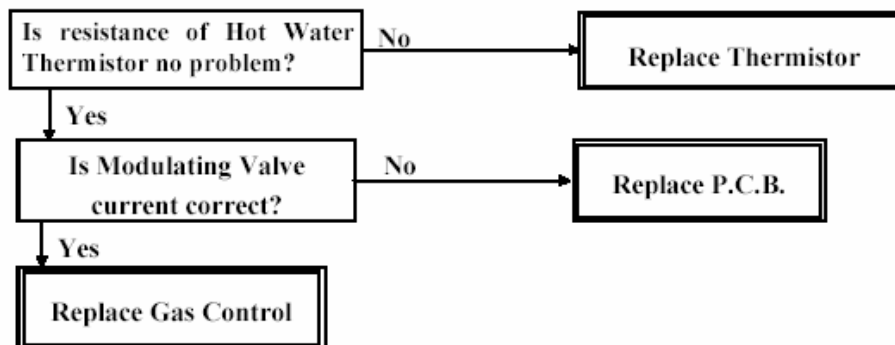 Is resistance of Hot Water
Thermistor no problem?
No
Replace Thermistor
Yes
Is Modulating Valve
current correct?
No
Replace P.C.B.
Yes
Replace Gas Control